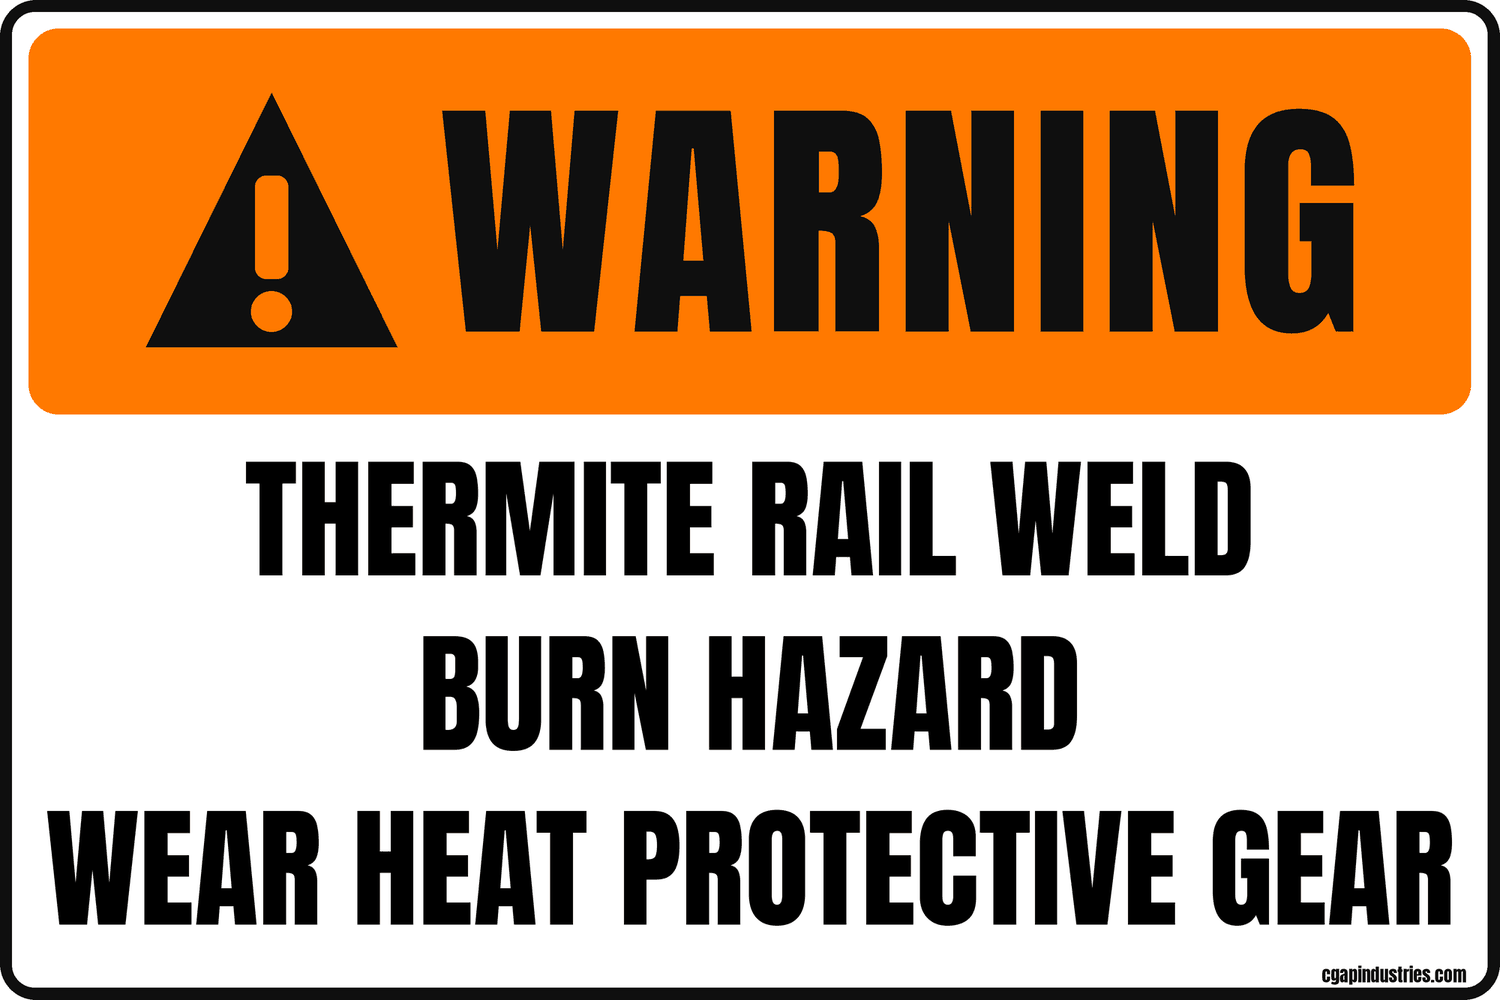 WARNING
THERMITE RAIL WELD
BURN HAZARD
WEAR HEAT PROTECTIVE GEAR
cgapindustries.com